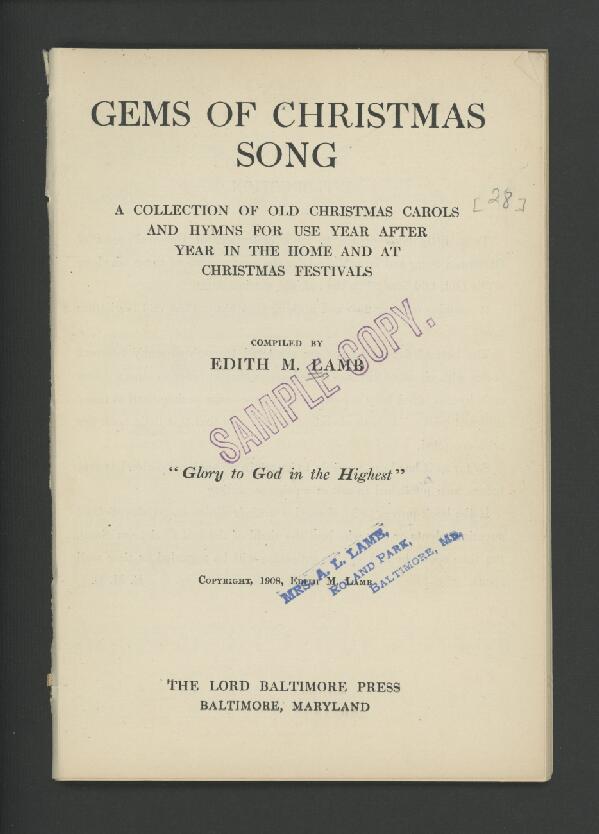 GEMS OF CHRISTMAS
SONG
A COLLECTION OF OLD CHRISTMAS CAROLS
AND HYMNS FOR USE YEAR AFTER
YEAR IN THE HOME AND AT
CHRISTMAS FESTIVALS
[28]
COMPILED BY
EDITH M. LAMB
SAMPLE COPY.
"Glory to God in the Highest"
COPYRIGHT, 1908, EDITH M. LAMB
MRS. A. L. LAMB,
ROLAND PARK,
BALTIMORE, MD.
THE LORD BALTIMORE PRESS
BALTIMORE, MARYLAND